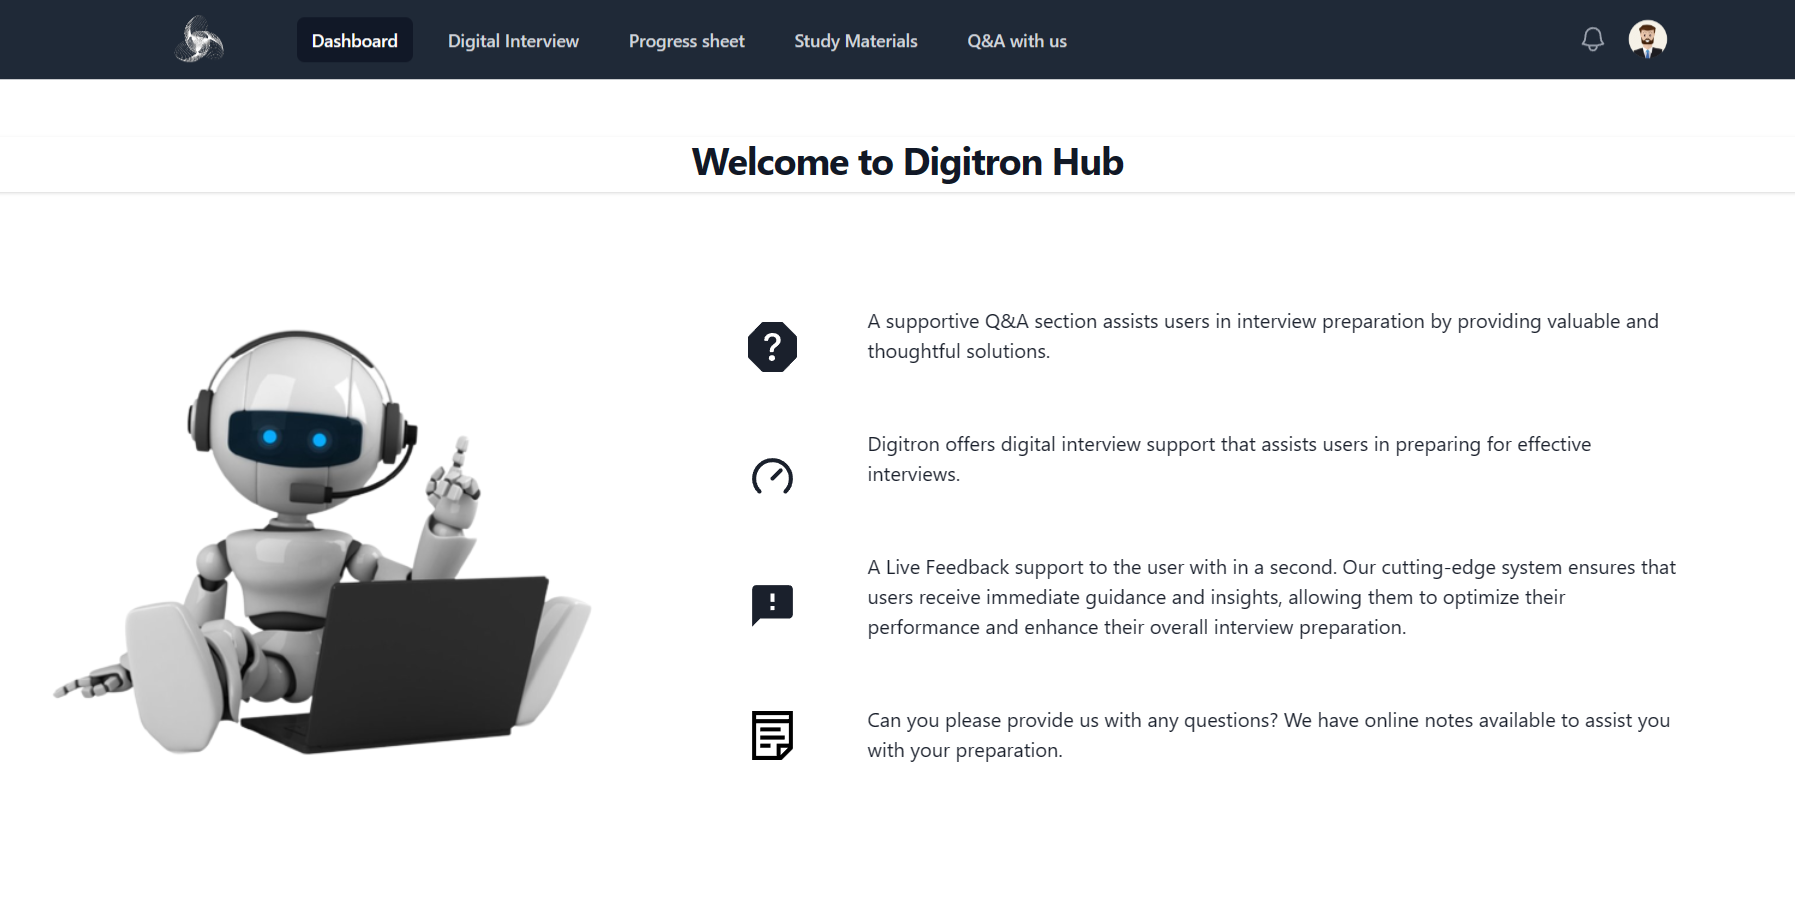 Dashboard Digital Interview Progress sheet Study Materials Q&A with us
Welcome to Digitron Hub
A supportive Q&A section assists users in interview preparation by providing valuable and
thoughtful solutions.
Digitron offers digital interview support that assists users in preparing for effective
interviews.
A Live Feedback support to the user with in a second. Our cutting-edge system ensures that
users receive immediate guidance and insights, allowing them to optimize their
performance and enhance their overall interview preparation.
Can you please provide us with any questions? We have online notes available to assist you
with your preparation.